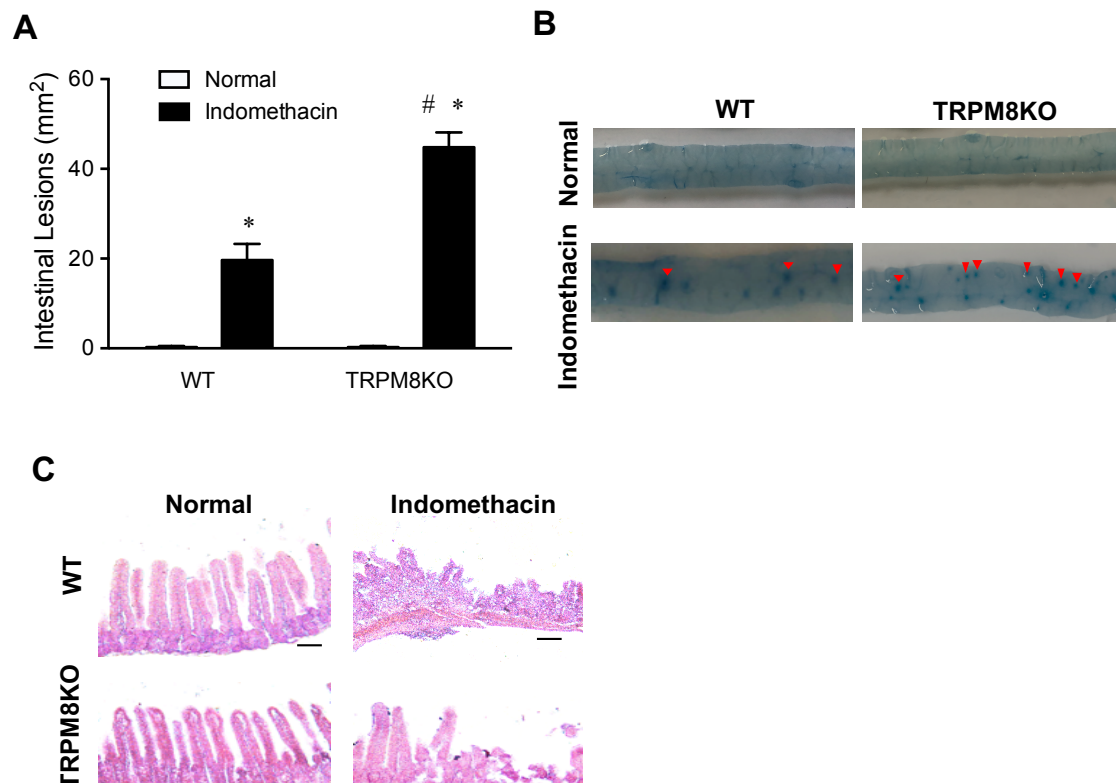 A
Normal
Indomethacin
# *
*
Intestinal Lesions (mm²)
60
40
20
0
WT
TRPM8KO
B
WT
TRPM8KO
Normal
Indomethacin
C
Normal
Indomethacin
WT
TRPM8KO